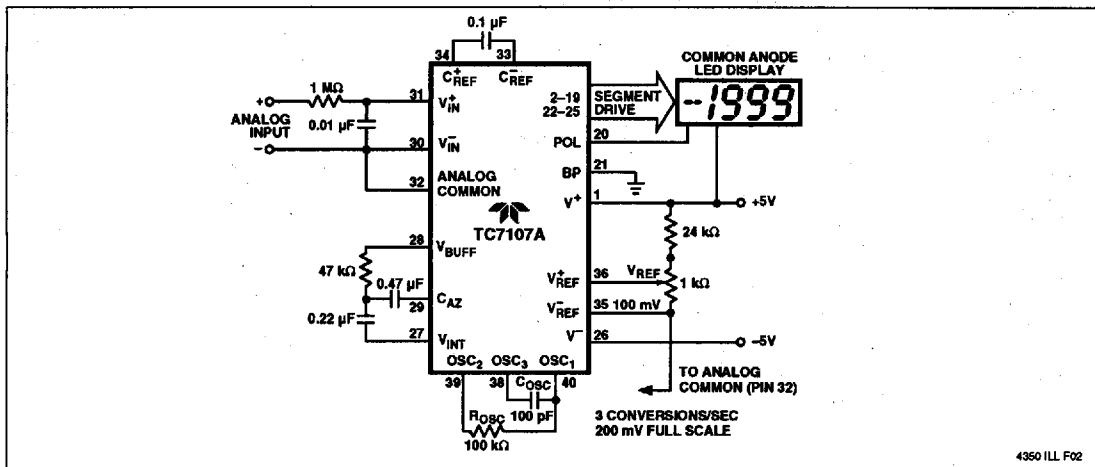 0.1 µF
34
33
C+REF
C−REF
COMMON ANODE
LED DISPLAY
-1999
1 MΩ
+
31
V+IN
2–19
22–25
SEGMENT
DRIVE
ANALOG
INPUT
0.01 µF
20
POL
–
30
V−IN
21
BP
32
ANALOG
COMMON
1
V+
+5V
TC7107A
24 kΩ
28
VBUFF
47 kΩ
0.47 µF
36
V+REF
VREF
1 kΩ
29
CAZ
35
V−REF
100 mV
0.22 µF
27
VINT
26
V−
–5V
OSC2
OSC3
OSC1
39
38
COSC
40
100 pF
TO ANALOG
COMMON (PIN 32)
ROSC
100 kΩ
3 CONVERSIONS/SEC
200 mV FULL SCALE
4350 ILL F02